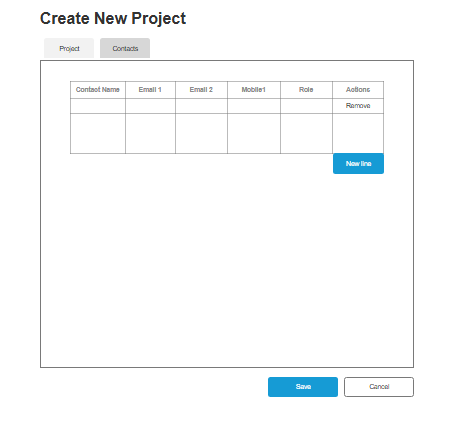 Create New Project
Project Contacts
Contact Name Email 1 Email 2 Mobile1 Role Actions
Remove
New line
Save Cancel